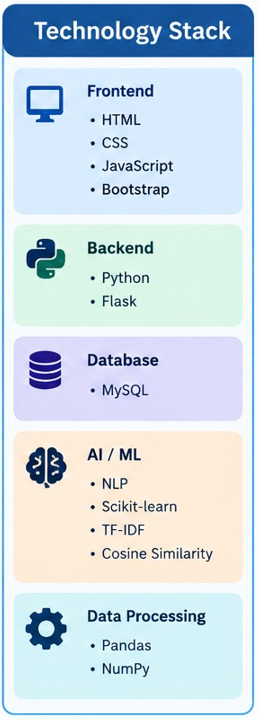 Technology Stack
Frontend
• HTML
• CSS
• JavaScript
• Bootstrap
Backend
• Python
• Flask
Database
• MySQL
AI / ML
• NLP
• Scikit-learn
• TF-IDF
• Cosine Similarity
Data Processing
• Pandas
• NumPy